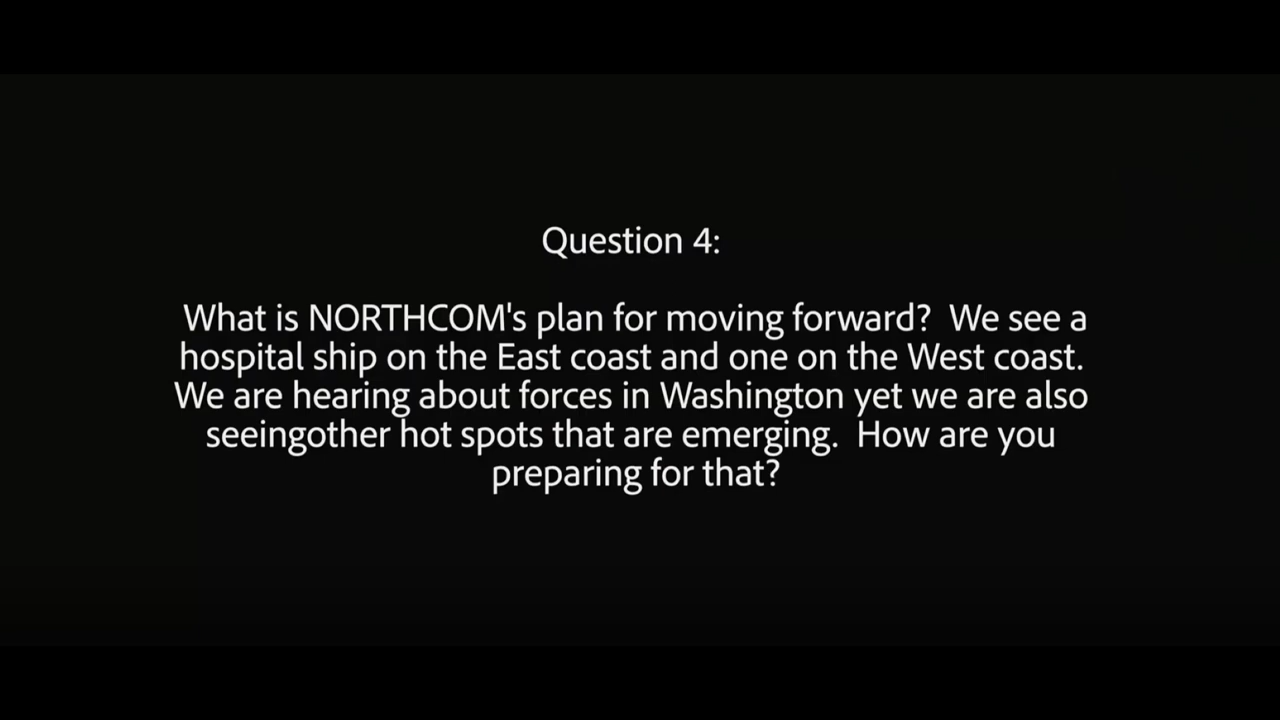 Question 4:
What is NORTHCOM's plan for moving forward?  We see a
hospital ship on the East coast and one on the West coast.
We are hearing about forces in Washington yet we are also
seeingother hot spots that are emerging.  How are you
preparing for that?